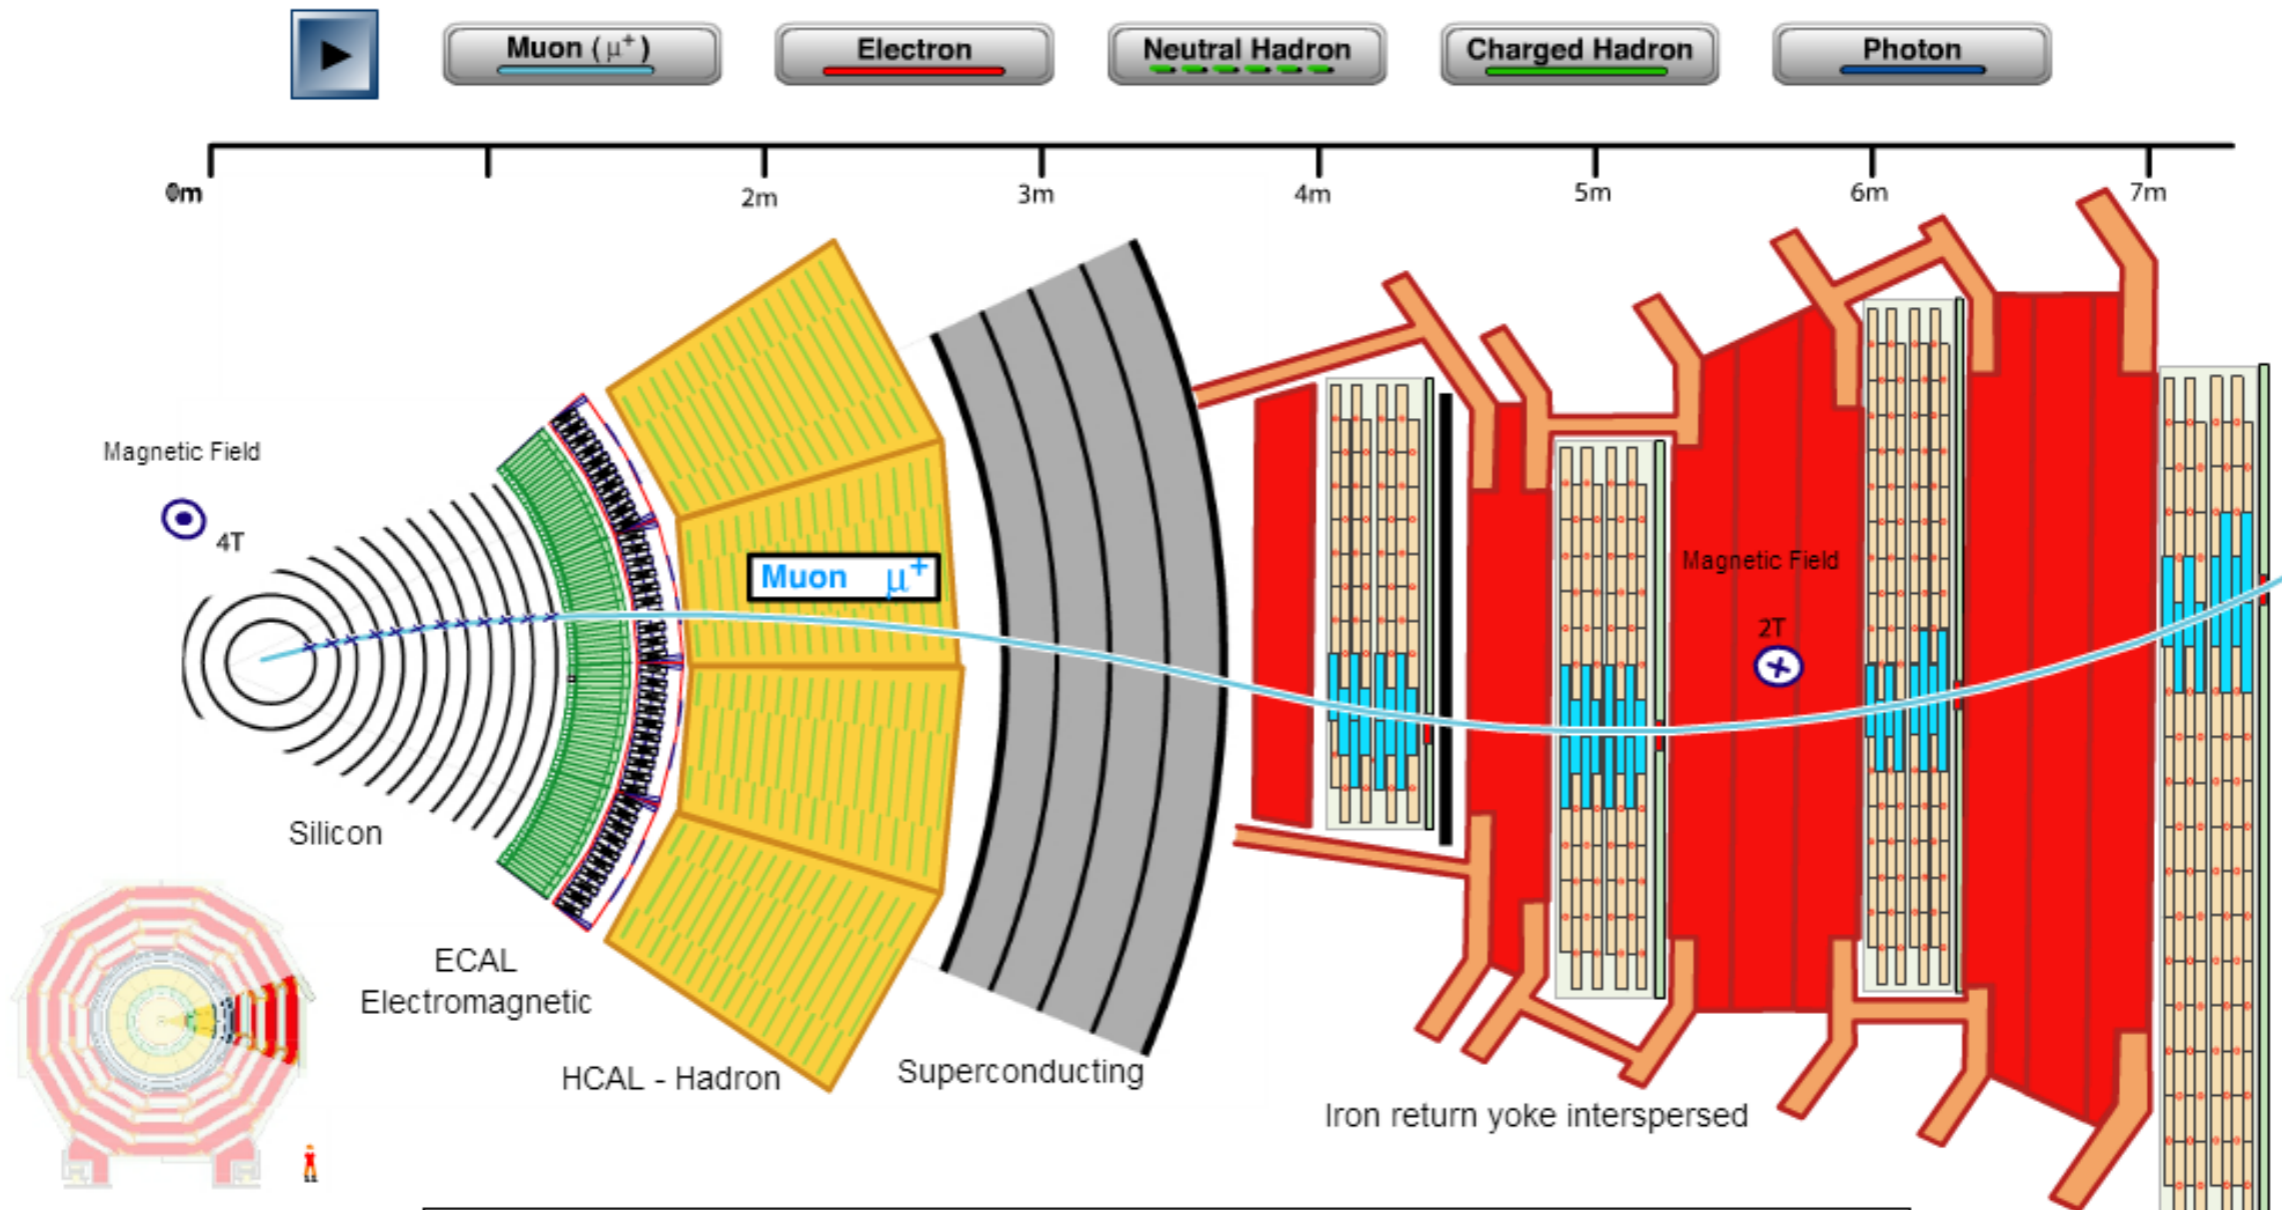 Muon (μ⁺)
Electron
Neutral Hadron
Charged Hadron
Photon
0m
2m
3m
4m
5m
6m
7m
Magnetic Field
4T
Muon μ⁺
Magnetic Field
2T
Silicon
ECAL
Electromagnetic
HCAL - Hadron
Superconducting
Iron return yoke interspersed